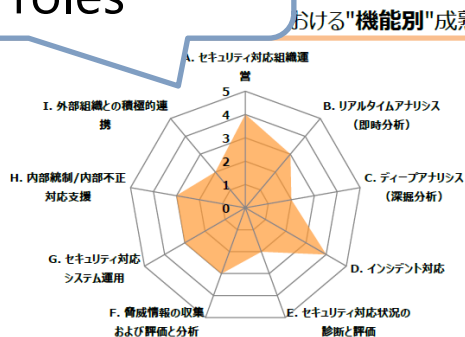 roles
おける"機能別"成熟
A. セキュリティ対応組織運
営
B. リアルタイムアナリシス
（即時分析）
C. ディープアナリシス
（深掘分析）
D. インシデント対応
E. セキュリティ対応状況の
診断と評価
F. 脅威情報の収集
および評価と分析
G. セキュリティ対応
システム運用
H. 内部統制/内部不正
対応支援
I. 外部組織との積極的連
携
5
4
3
2
1
0